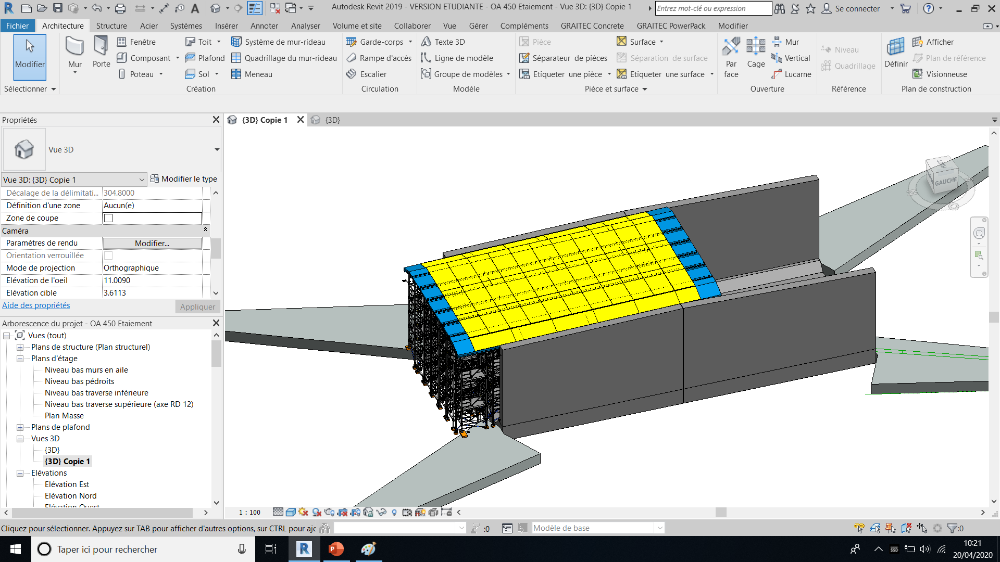 Autodesk Revit 2019 - VERSION ETUDIANTE - OA 450 Etaiement - Vue 3D: {3D} Copie 1
Entrez mot-clé ou expression
Se connecter
Fichier Architecture Structure Acier Systèmes Insérer Annoter Analyser Volume et site Collaborer Vue Gérer Compléments GRAITEC Concrete GRAITEC PowerPack Modifier
Modifier
Mur
Porte
Fenêtre
Composant
Poteau
Toit
Plafond
Sol
Système de mur-rideau
Quadrillage du mur-rideau
Meneau
Garde-corps
Rampe d'accès
Escalier
Texte 3D
Ligne de modèle
Groupe de modèles
Pièce
Séparateur de pièces
Etiqueter une pièce
Surface
Séparation de surface
Etiqueter une surface
Par
face
Cage
Mur
Vertical
Lucarne
Niveau
Quadrillage
Définir
Afficher
Plan de référence
Visionneuse
Sélectionner Création Circulation Modèle Pièce et surface Ouverture Référence Plan de construction
Propriétés
Vue 3D
Vue 3D: {3D} Copie 1
Modifier le type
Décalage de la délimitati... 304.8000
Définition d'une zone Aucun(e)
Zone de coupe
Caméra
Paramètres de rendu Modifier...
Orientation verrouillée
Mode de projection Orthographique
Elévation de l'oeil 11.0090
Elévation cible 3.6113
Aide des propriétés Appliquer
Arborescence du projet - OA 450 Etaiement
Vues (tout)
Plans de structure (Plan structurel)
Plans d'étage
Niveau bas murs en aile
Niveau bas pédroits
Niveau bas traverse inférieure
Niveau bas traverse supérieure (axe RD 12)
Plan Masse
Plans de plafond
Vues 3D
{3D}
{3D} Copie 1
Elévations
Elévation Est
Elévation Nord
Elévation Ouest
{3D} Copie 1
{3D}
HAUT
GAUCHE
N
1 : 100
Cliquez pour sélectionner. Appuyez sur TAB pour afficher d'autres options, sur CTRL pour ajo
:0
Modèle de base
:0
Taper ici pour rechercher
SSD
10:21
20/04/2020